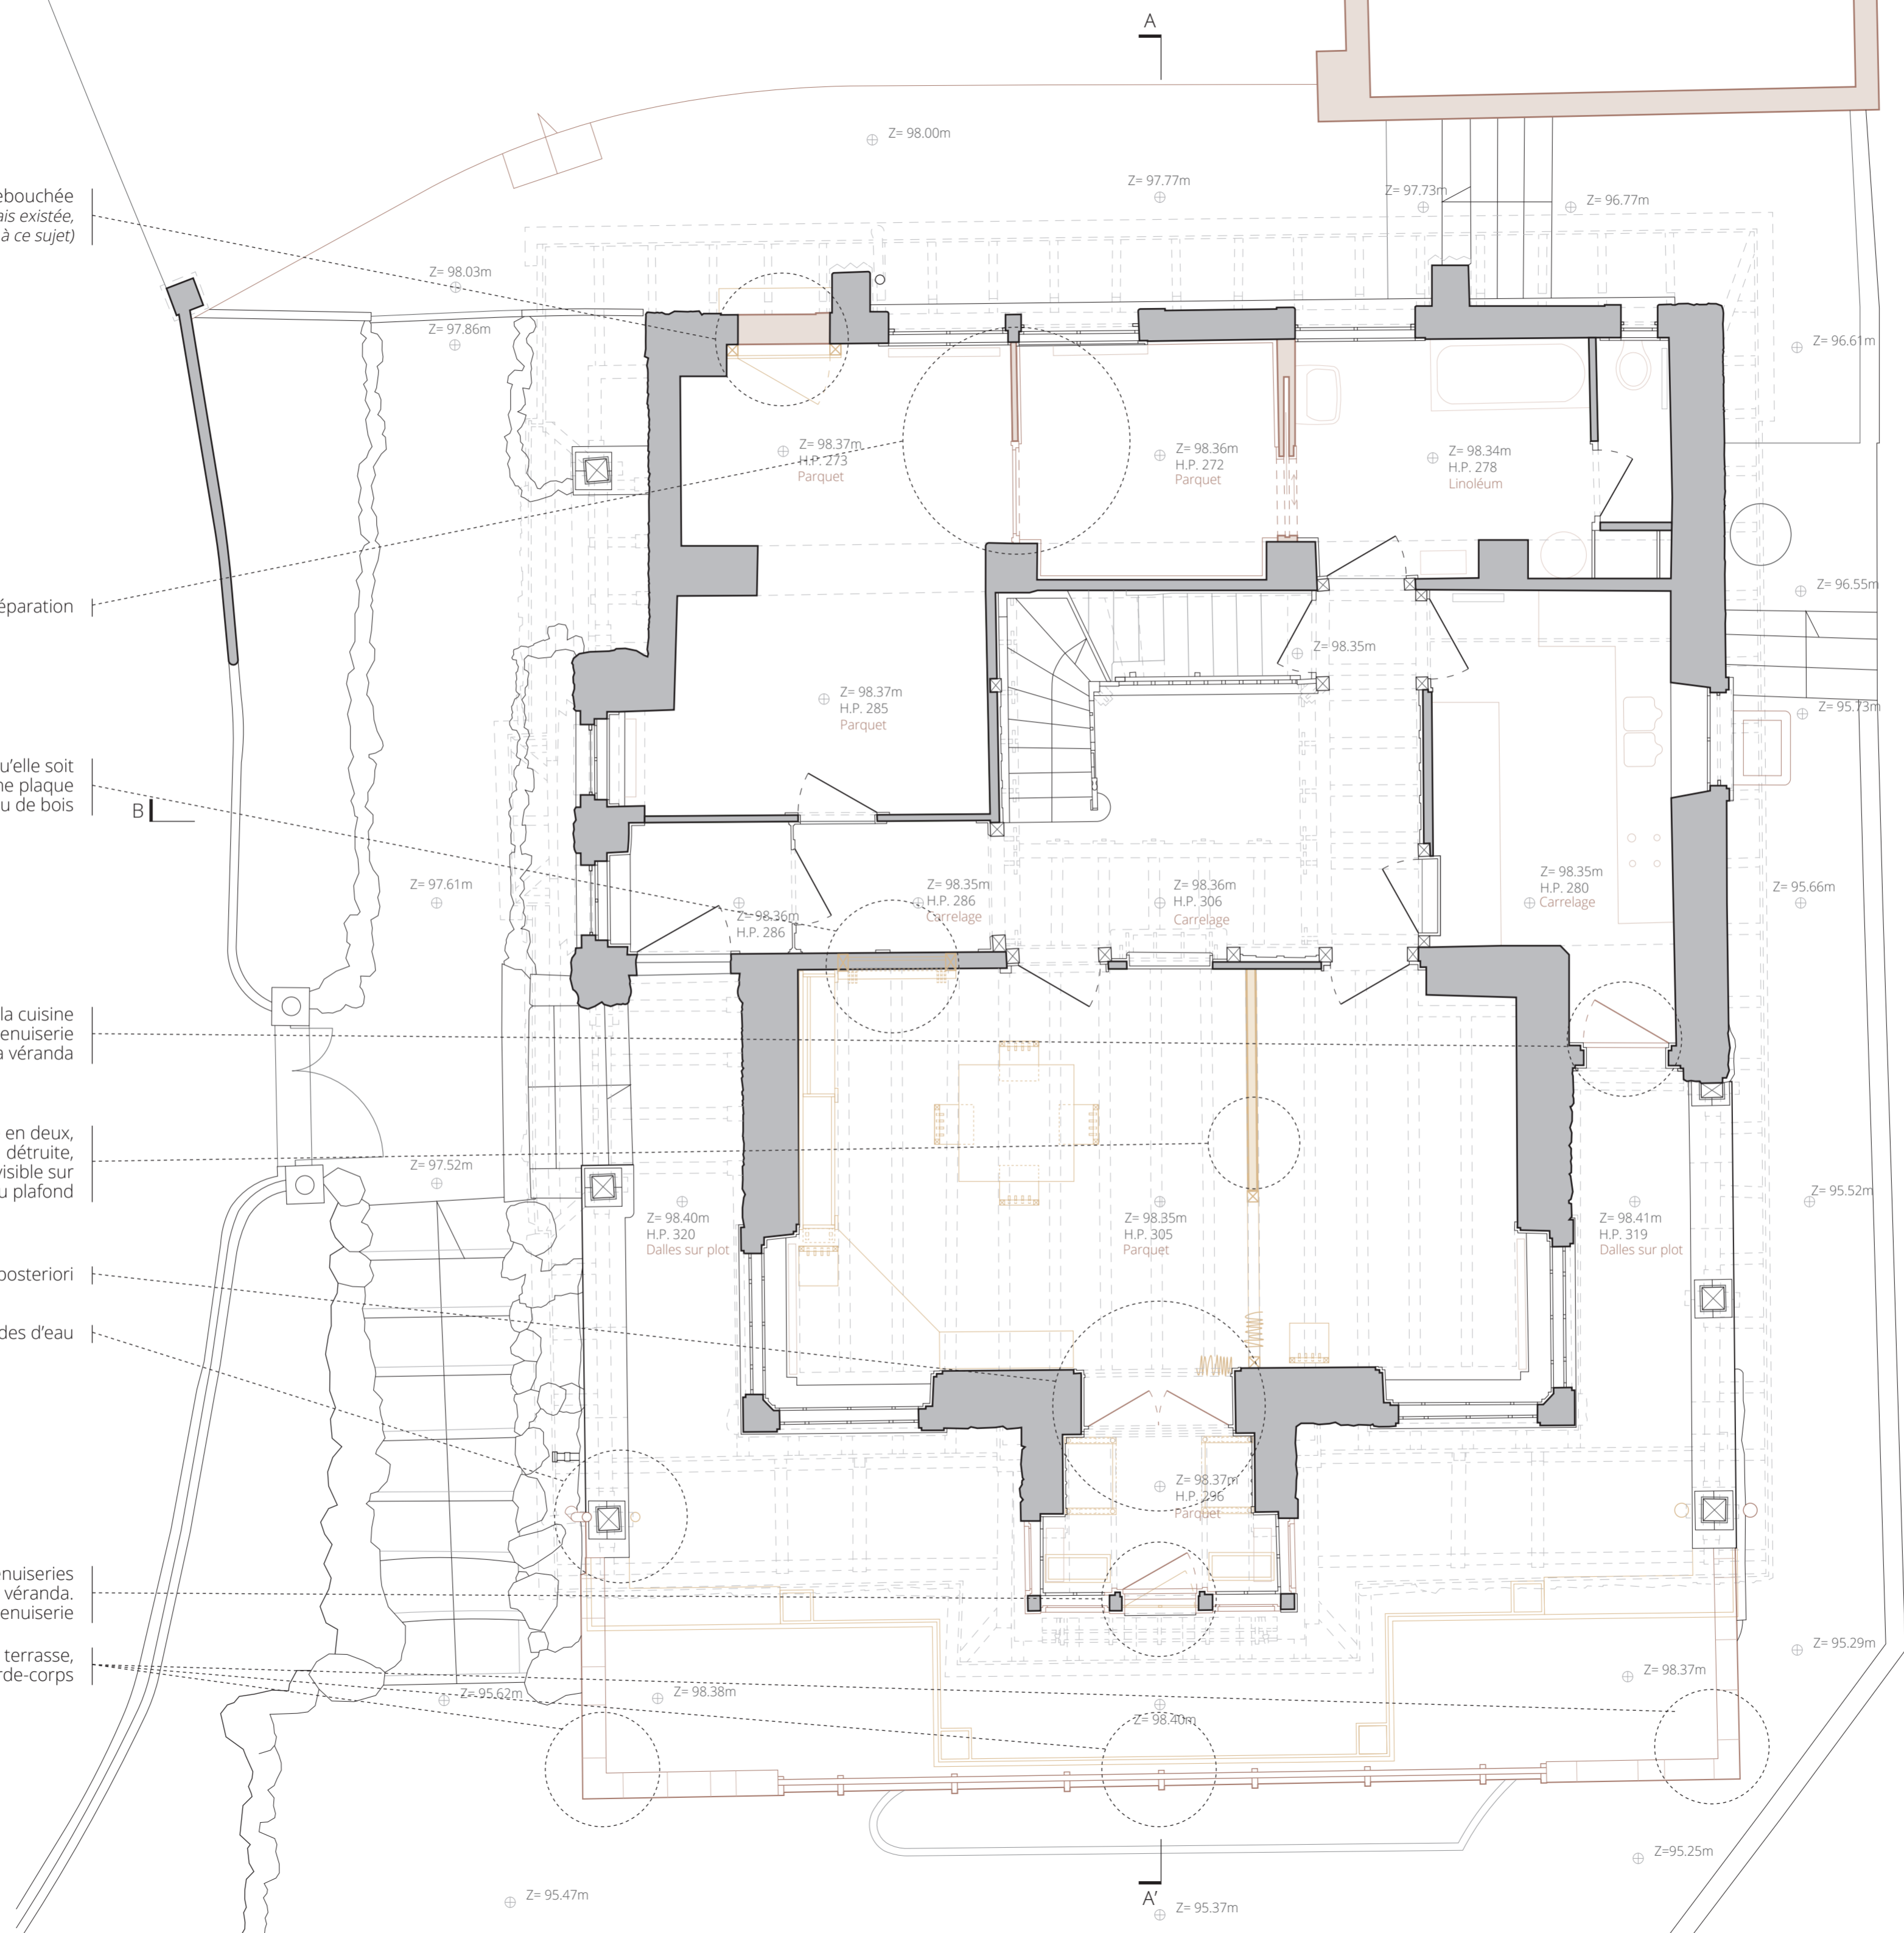 A
Z= 98.00m
Z= 97.77m
Z= 97.73m
Z= 96.77m
ebouchée
ais existée,
à ce sujet)
Z= 98.03m
Z= 97.86m
Z= 96.61m
Z= 98.37m
H.P. 273
Parquet
Z= 98.36m
H.P. 272
Parquet
Z= 98.34m
H.P. 278
Linoléum
Z= 96.55m
éparation
Z= 98.35m
Z= 98.37m
H.P. 285
Parquet
Z= 95.73m
u'elle soit
ne plaque
u de bois
B
Z= 97.61m
Z= 98.36m
H.P. 286
Z= 98.35m
H.P. 286
Carrelage
Z= 98.36m
H.P. 306
Carrelage
Z= 98.35m
H.P. 280
Carrelage
Z= 95.66m
la cuisine
enuiserie
a véranda
en deux,
détruite,
visible sur
u plafond
Z= 97.52m
Z= 98.40m
H.P. 320
Dalles sur plot
Z= 98.35m
H.P. 305
Parquet
Z= 98.41m
H.P. 319
Dalles sur plot
Z= 95.52m
posteriori
des d'eau
Z= 98.37m
H.P. 296
Parquet
enuiseries
véranda.
enuiserie
terrasse,
rde-corps
Z= 95.62m
Z= 98.38m
Z= 98.40m
Z= 98.37m
Z= 95.29m
Z=95.25m
A'
Z= 95.47m
Z= 95.37m